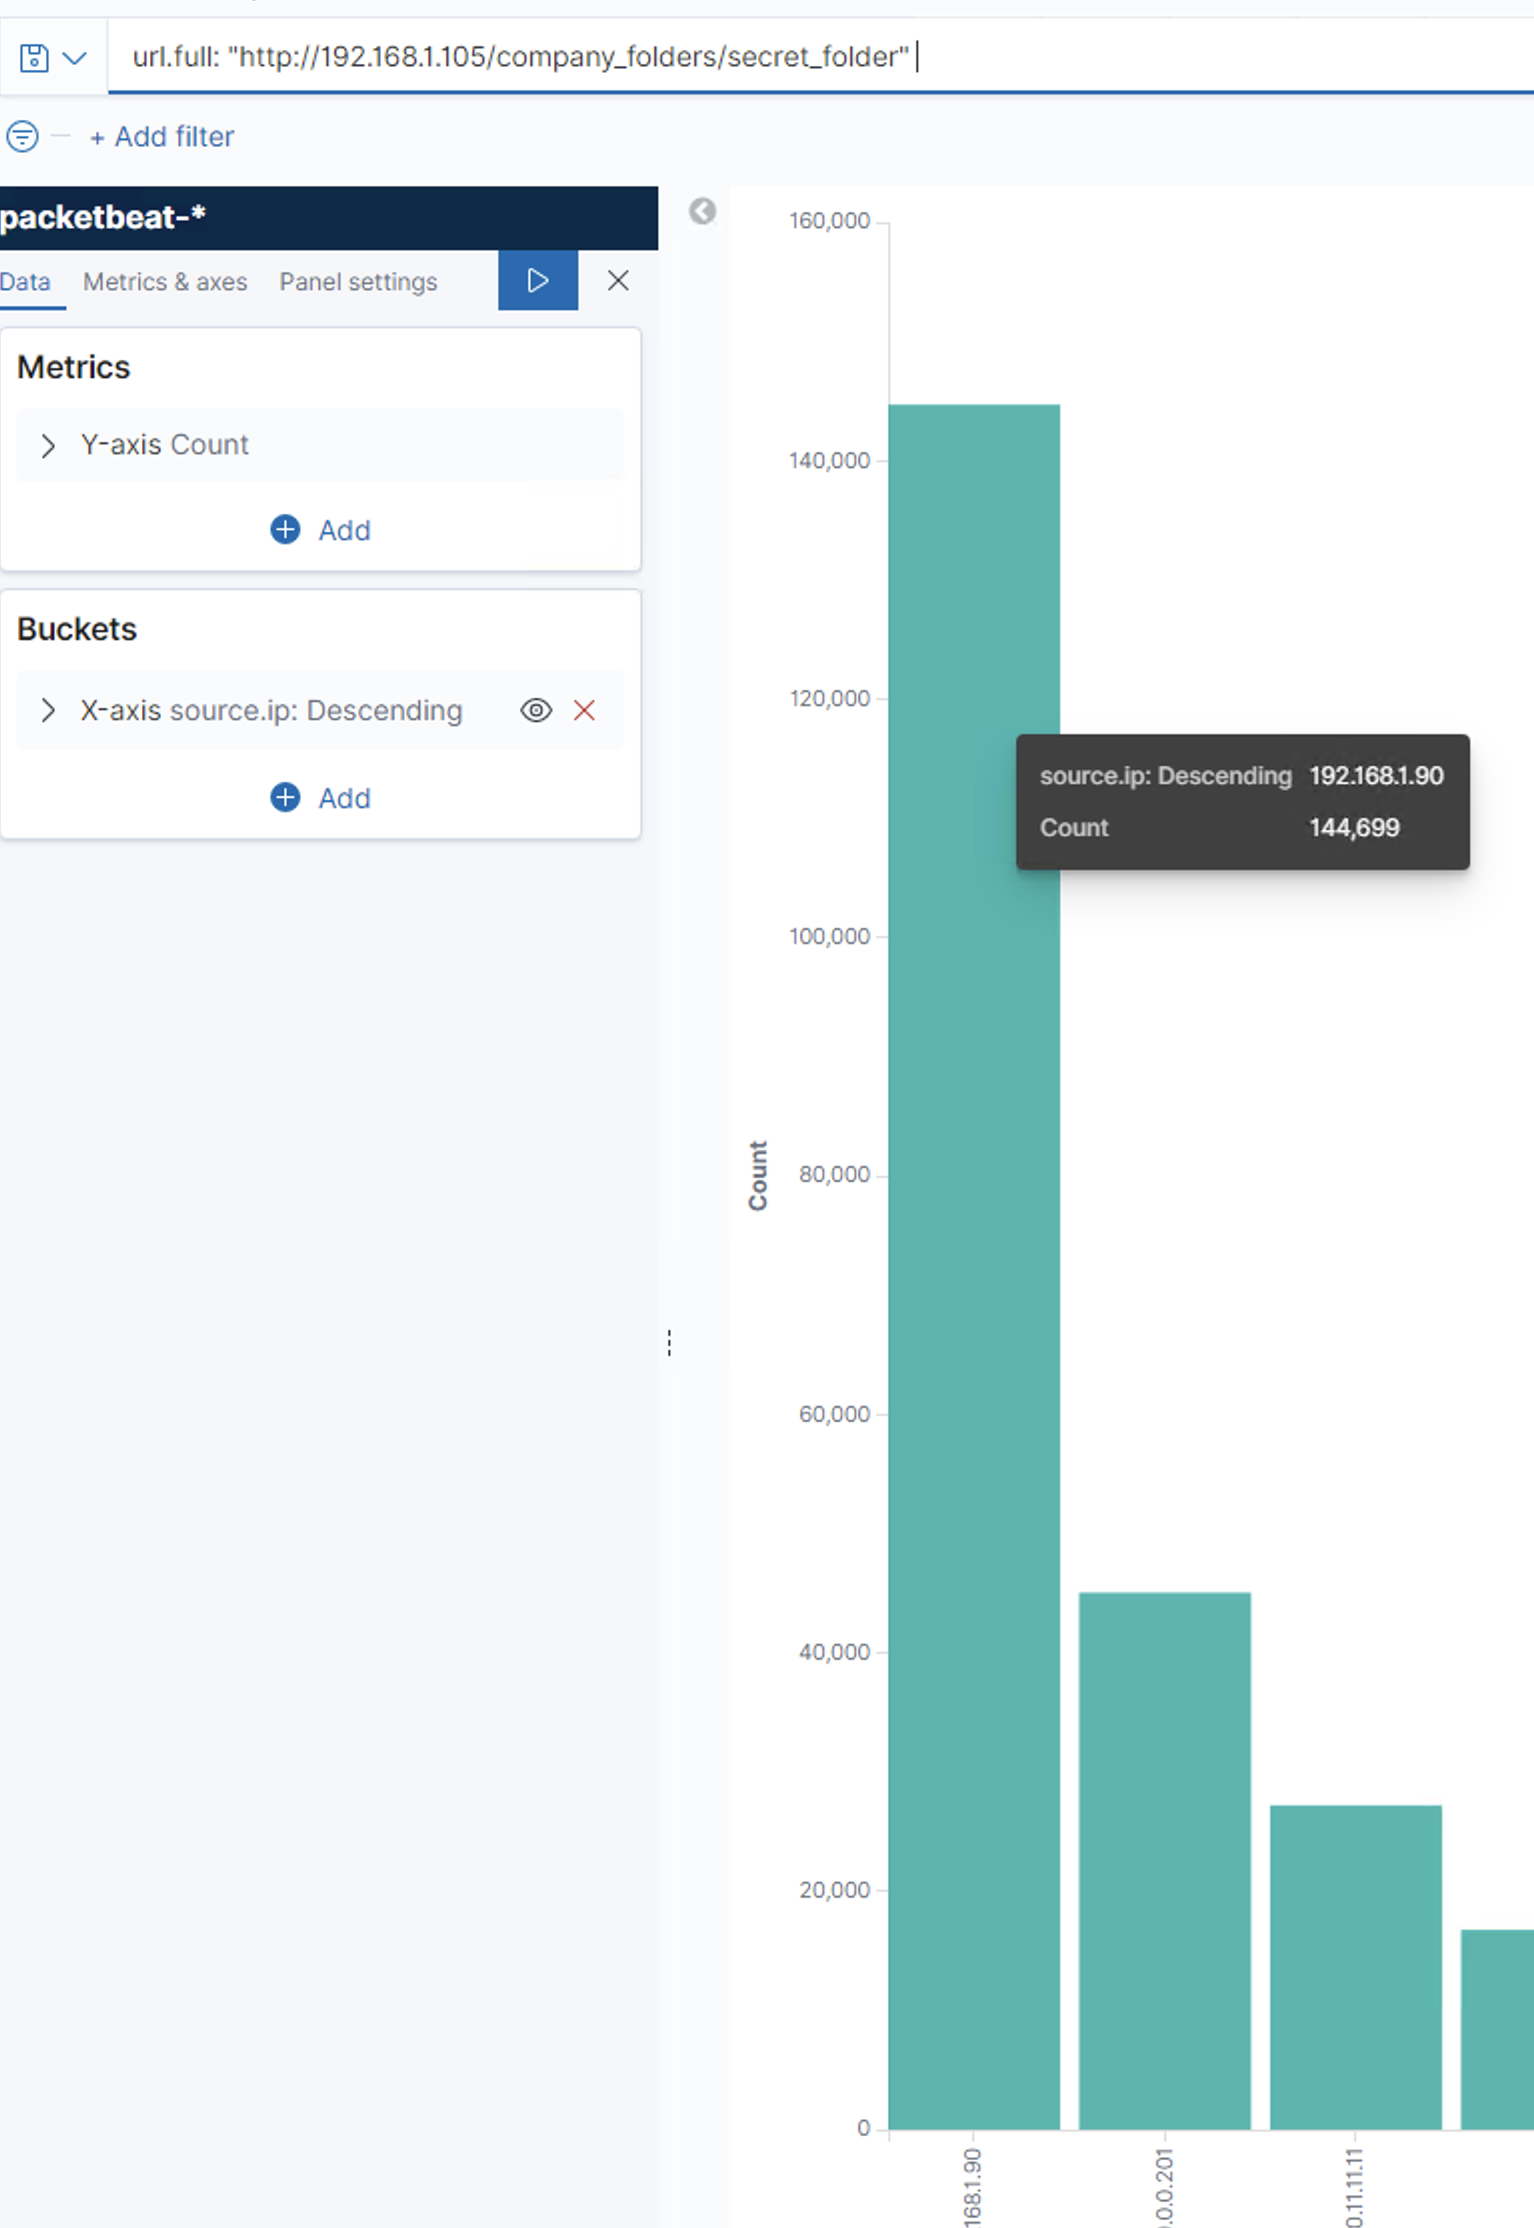 url.full: "http://192.168.1.105/company_folders/secret_folder"
+ Add filter
packetbeat-*
Data Metrics & axes Panel settings
Metrics
Y-axis Count
Add
Buckets
X-axis source.ip: Descending
Add
160,000
140,000
120,000
100,000
80,000
60,000
40,000
20,000
0
Count
source.ip: Descending 192.168.1.90
Count 144,699
168.1.90
.0.0.201
0.11.11.11